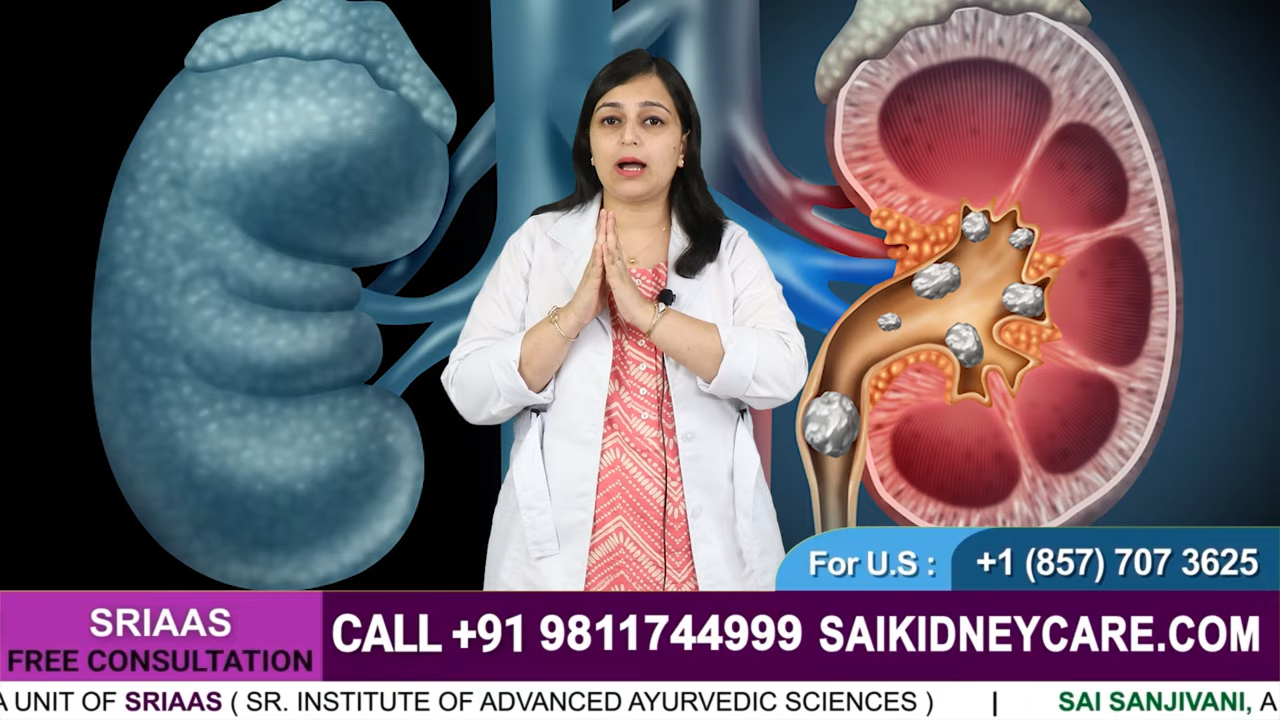 For U.S : +1 (857) 707 3625
SRIAAS
FREE CONSULTATION
CALL +91 9811744999 SAIKIDNEYCARE.COM
A UNIT OF SRIAAS ( SR. INSTITUTE OF ADVANCED AYURVEDIC SCIENCES ) | SAI SANJIVANI, A